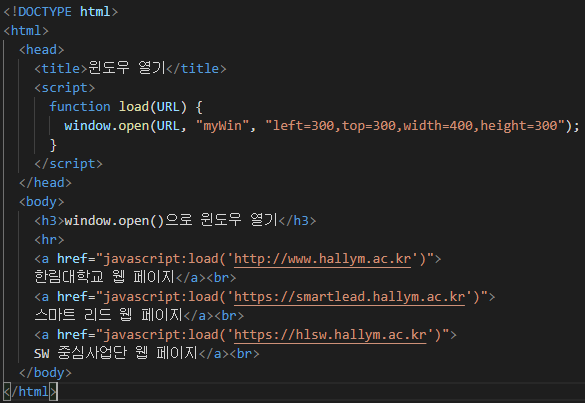 <!DOCTYPE html>
<html>
<head>
<title>윈도우 열기</title>
<script>
function load(URL) {
window.open(URL, "myWin", "left=300,top=300,width=400,height=300");
}
</script>
</head>
<body>
<h3>window.open()으로 윈도우 열기</h3>
<hr>
<a href="javascript:load('http://www.hallym.ac.kr')">
한림대학교 웹 페이지</a><br>
<a href="javascript:load('https://smartlead.hallym.ac.kr')">
스마트 리드 웹 페이지</a><br>
<a href="javascript:load('https://hlsw.hallym.ac.kr')">
SW 중심사업단 웹 페이지</a><br>
</body>
</html>